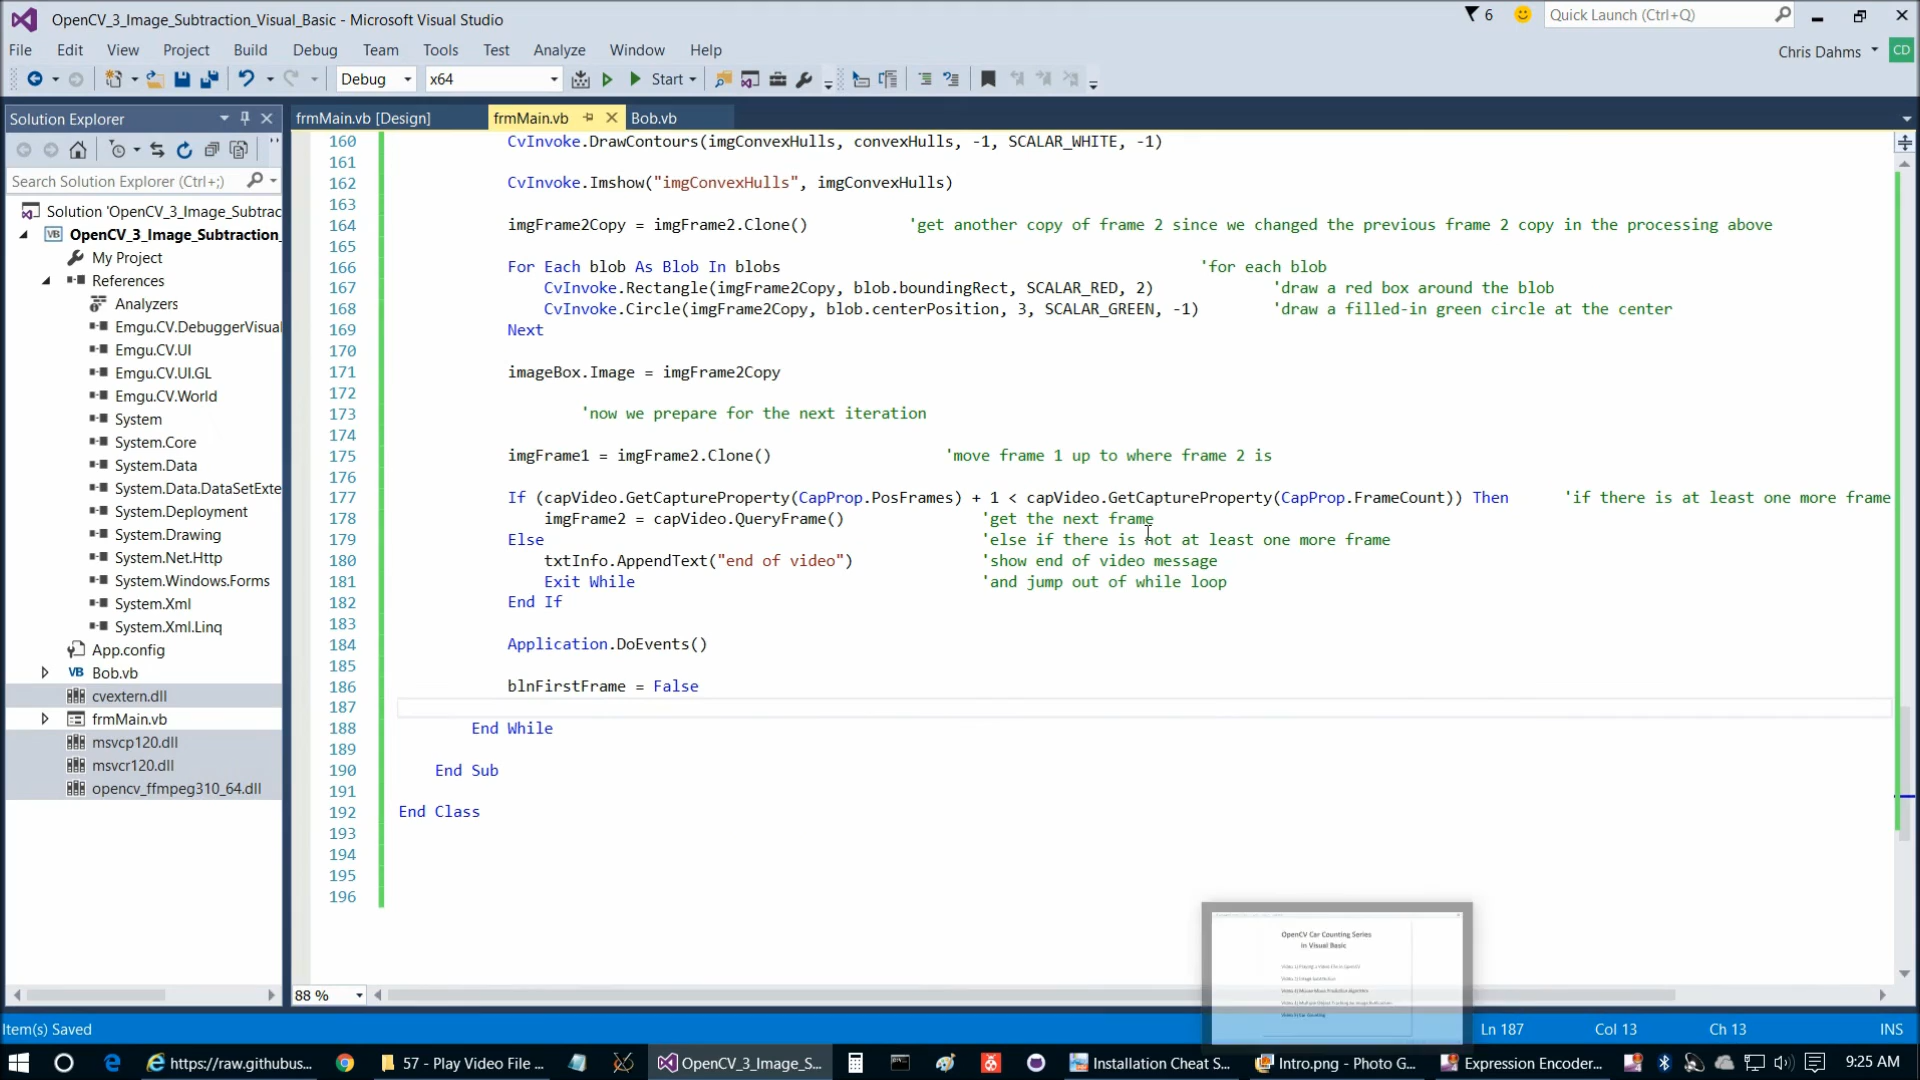 OpenCV_3_Image_Subtraction_Visual_Basic - Microsoft Visual Studio
6
Quick Launch (Ctrl+Q)
File Edit View Project Build Debug Team Tools Test Analyze Window Help
Chris Dahms CD
Debug x64 Start
Solution Explorer
frmMain.vb [Design] frmMain.vb Bob.vb
Search Solution Explorer (Ctrl+;)
Solution 'OpenCV_3_Image_Subtrac
VB OpenCV_3_Image_Subtraction_
My Project
References
Analyzers
Emgu.CV.DebuggerVisual
Emgu.CV.UI
Emgu.CV.UI.GL
Emgu.CV.World
System
System.Core
System.Data
System.Data.DataSetExte
System.Deployment
System.Drawing
System.Net.Http
System.Windows.Forms
System.Xml
System.Xml.Linq
App.config
VB Bob.vb
cvextern.dll
frmMain.vb
msvcp120.dll
msvcr120.dll
opencv_ffmpeg310_64.dll
160 CvInvoke.DrawContours(imgConvexHulls, convexHulls, -1, SCALAR_WHITE, -1)
161
162 CvInvoke.Imshow("imgConvexHulls", imgConvexHulls)
163
164 imgFrame2Copy = imgFrame2.Clone() 'get another copy of frame 2 since we changed the previous frame 2 copy in the processing above
165
166 For Each blob As Blob In blobs 'for each blob
167 CvInvoke.Rectangle(imgFrame2Copy, blob.boundingRect, SCALAR_RED, 2) 'draw a red box around the blob
168 CvInvoke.Circle(imgFrame2Copy, blob.centerPosition, 3, SCALAR_GREEN, -1) 'draw a filled-in green circle at the center
169 Next
170
171 imageBox.Image = imgFrame2Copy
172
173 'now we prepare for the next iteration
174
175 imgFrame1 = imgFrame2.Clone() 'move frame 1 up to where frame 2 is
176
177 If (capVideo.GetCaptureProperty(CapProp.PosFrames) + 1 < capVideo.GetCaptureProperty(CapProp.FrameCount)) Then 'if there is at least one more frame
178 imgFrame2 = capVideo.QueryFrame() 'get the next frame
179 Else 'else if there is not at least one more frame
180 txtInfo.AppendText("end of video") 'show end of video message
181 Exit While 'and jump out of while loop
182 End If
183
184 Application.DoEvents()
185
186 blnFirstFrame = False
187
188 End While
189
190 End Sub
191
192 End Class
193
194
195
196
OpenCV Car Counting Series
in Visual Basic
88 %
Item(s) Saved Ln 187 Col 13 Ch 13 INS
https://raw.githubus... 57 - Play Video File ... OpenCV_3_Image_S... Installation Cheat S... Intro.png - Photo G... Expression Encoder... 9:25 AM